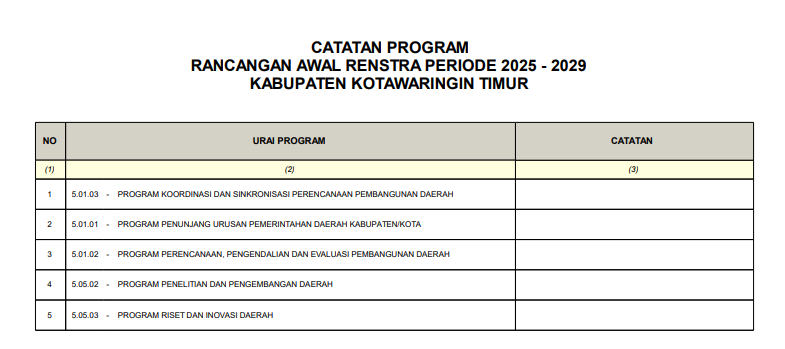 CATATAN PROGRAM
RANCANGAN AWAL RENSTRA PERIODE 2025 - 2029
KABUPATEN KOTAWARINGIN TIMUR
NO URAI PROGRAM CATATAN
(1) (2) (3)
1 5.01.03 - PROGRAM KOORDINASI DAN SINKRONISASI PERENCANAAN PEMBANGUNAN DAERAH
2 5.01.01 - PROGRAM PENUNJANG URUSAN PEMERINTAHAN DAERAH KABUPATEN/KOTA
3 5.01.02 - PROGRAM PERENCANAAN, PENGENDALIAN DAN EVALUASI PEMBANGUNAN DAERAH
4 5.05.02 - PROGRAM PENELITIAN DAN PENGEMBANGAN DAERAH
5 5.05.03 - PROGRAM RISET DAN INOVASI DAERAH